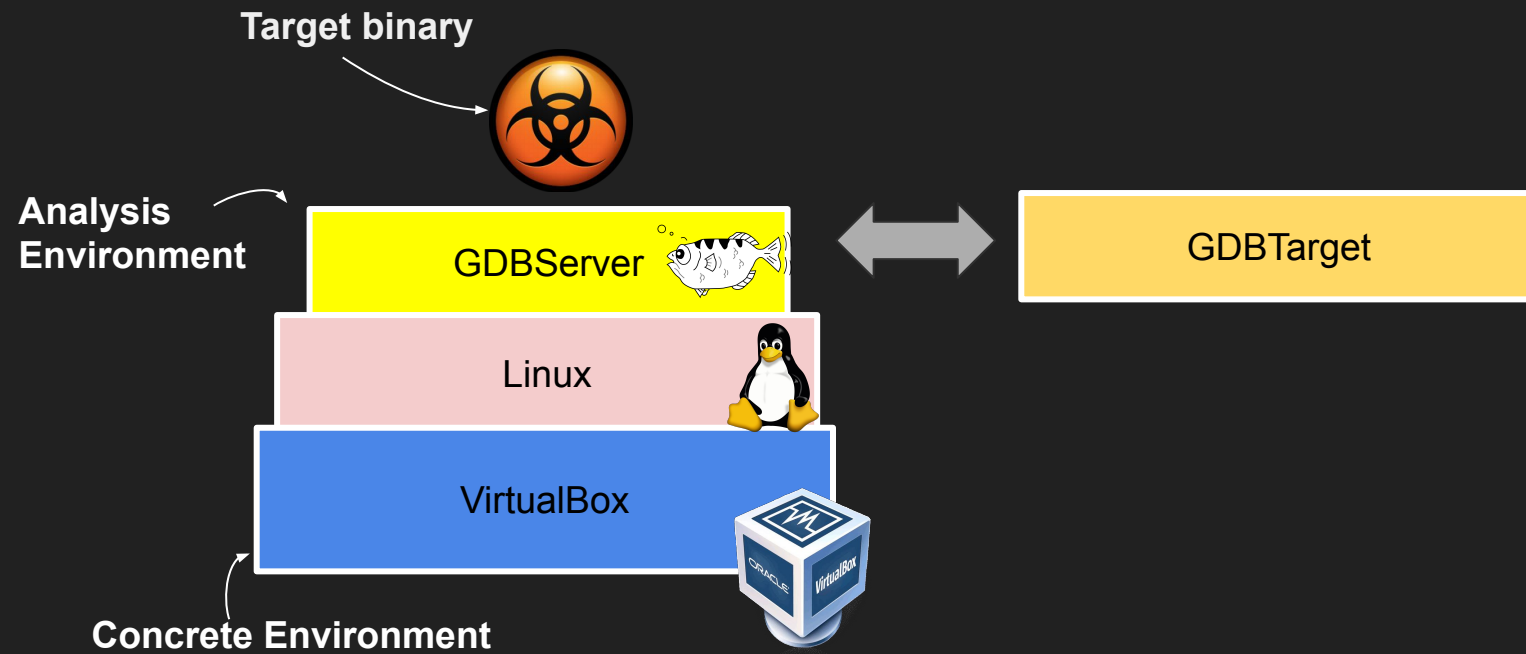 Target binary
Analysis
Environment
GDBServer
GDBTarget
Linux
VirtualBox
ORACLE
VirtualBox
Concrete Environment